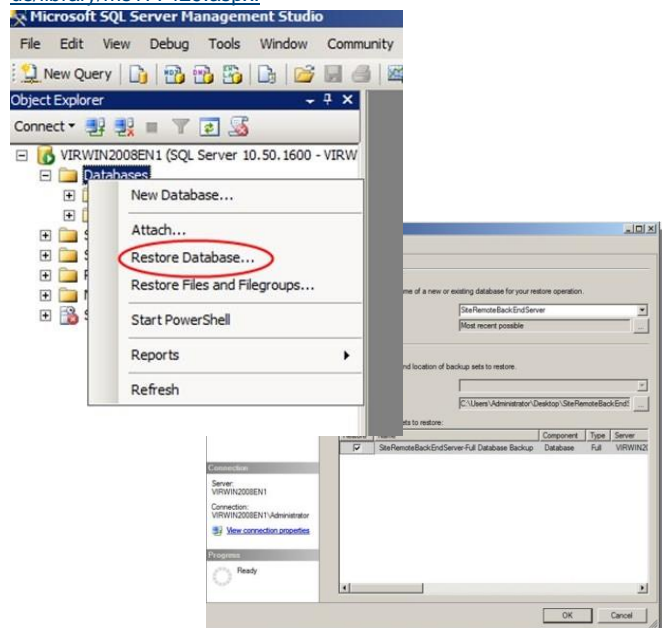 Microsoft SQL Server Management Studio
File Edit View Debug Tools Window Community
New Query
Object Explorer
Connect
VIRWIN2008EN1 (SQL Server 10.50.1600 - VIRW
Databases
New Database...
Attach...
Restore Database...
Restore Files and Filegroups...
Start PowerShell
Reports
Refresh
me of a new or existing database for your restore operation.
SiteRemoteBackEndServer
Most recent possible
...
nd location of backup sets to restore.
C:\Users\Administrator\Desktop\SiteRemoteBackEndS
...
ets to restore:
Component Type Server
SiteRemoteBackEndServer-Full Database Backup Database Full VIRWIN20
Connection
Server:
VIRWIN2008EN1
Connection:
VIRWIN2008EN1\Administrator
View connection properties
Progress
Ready
OK Cancel